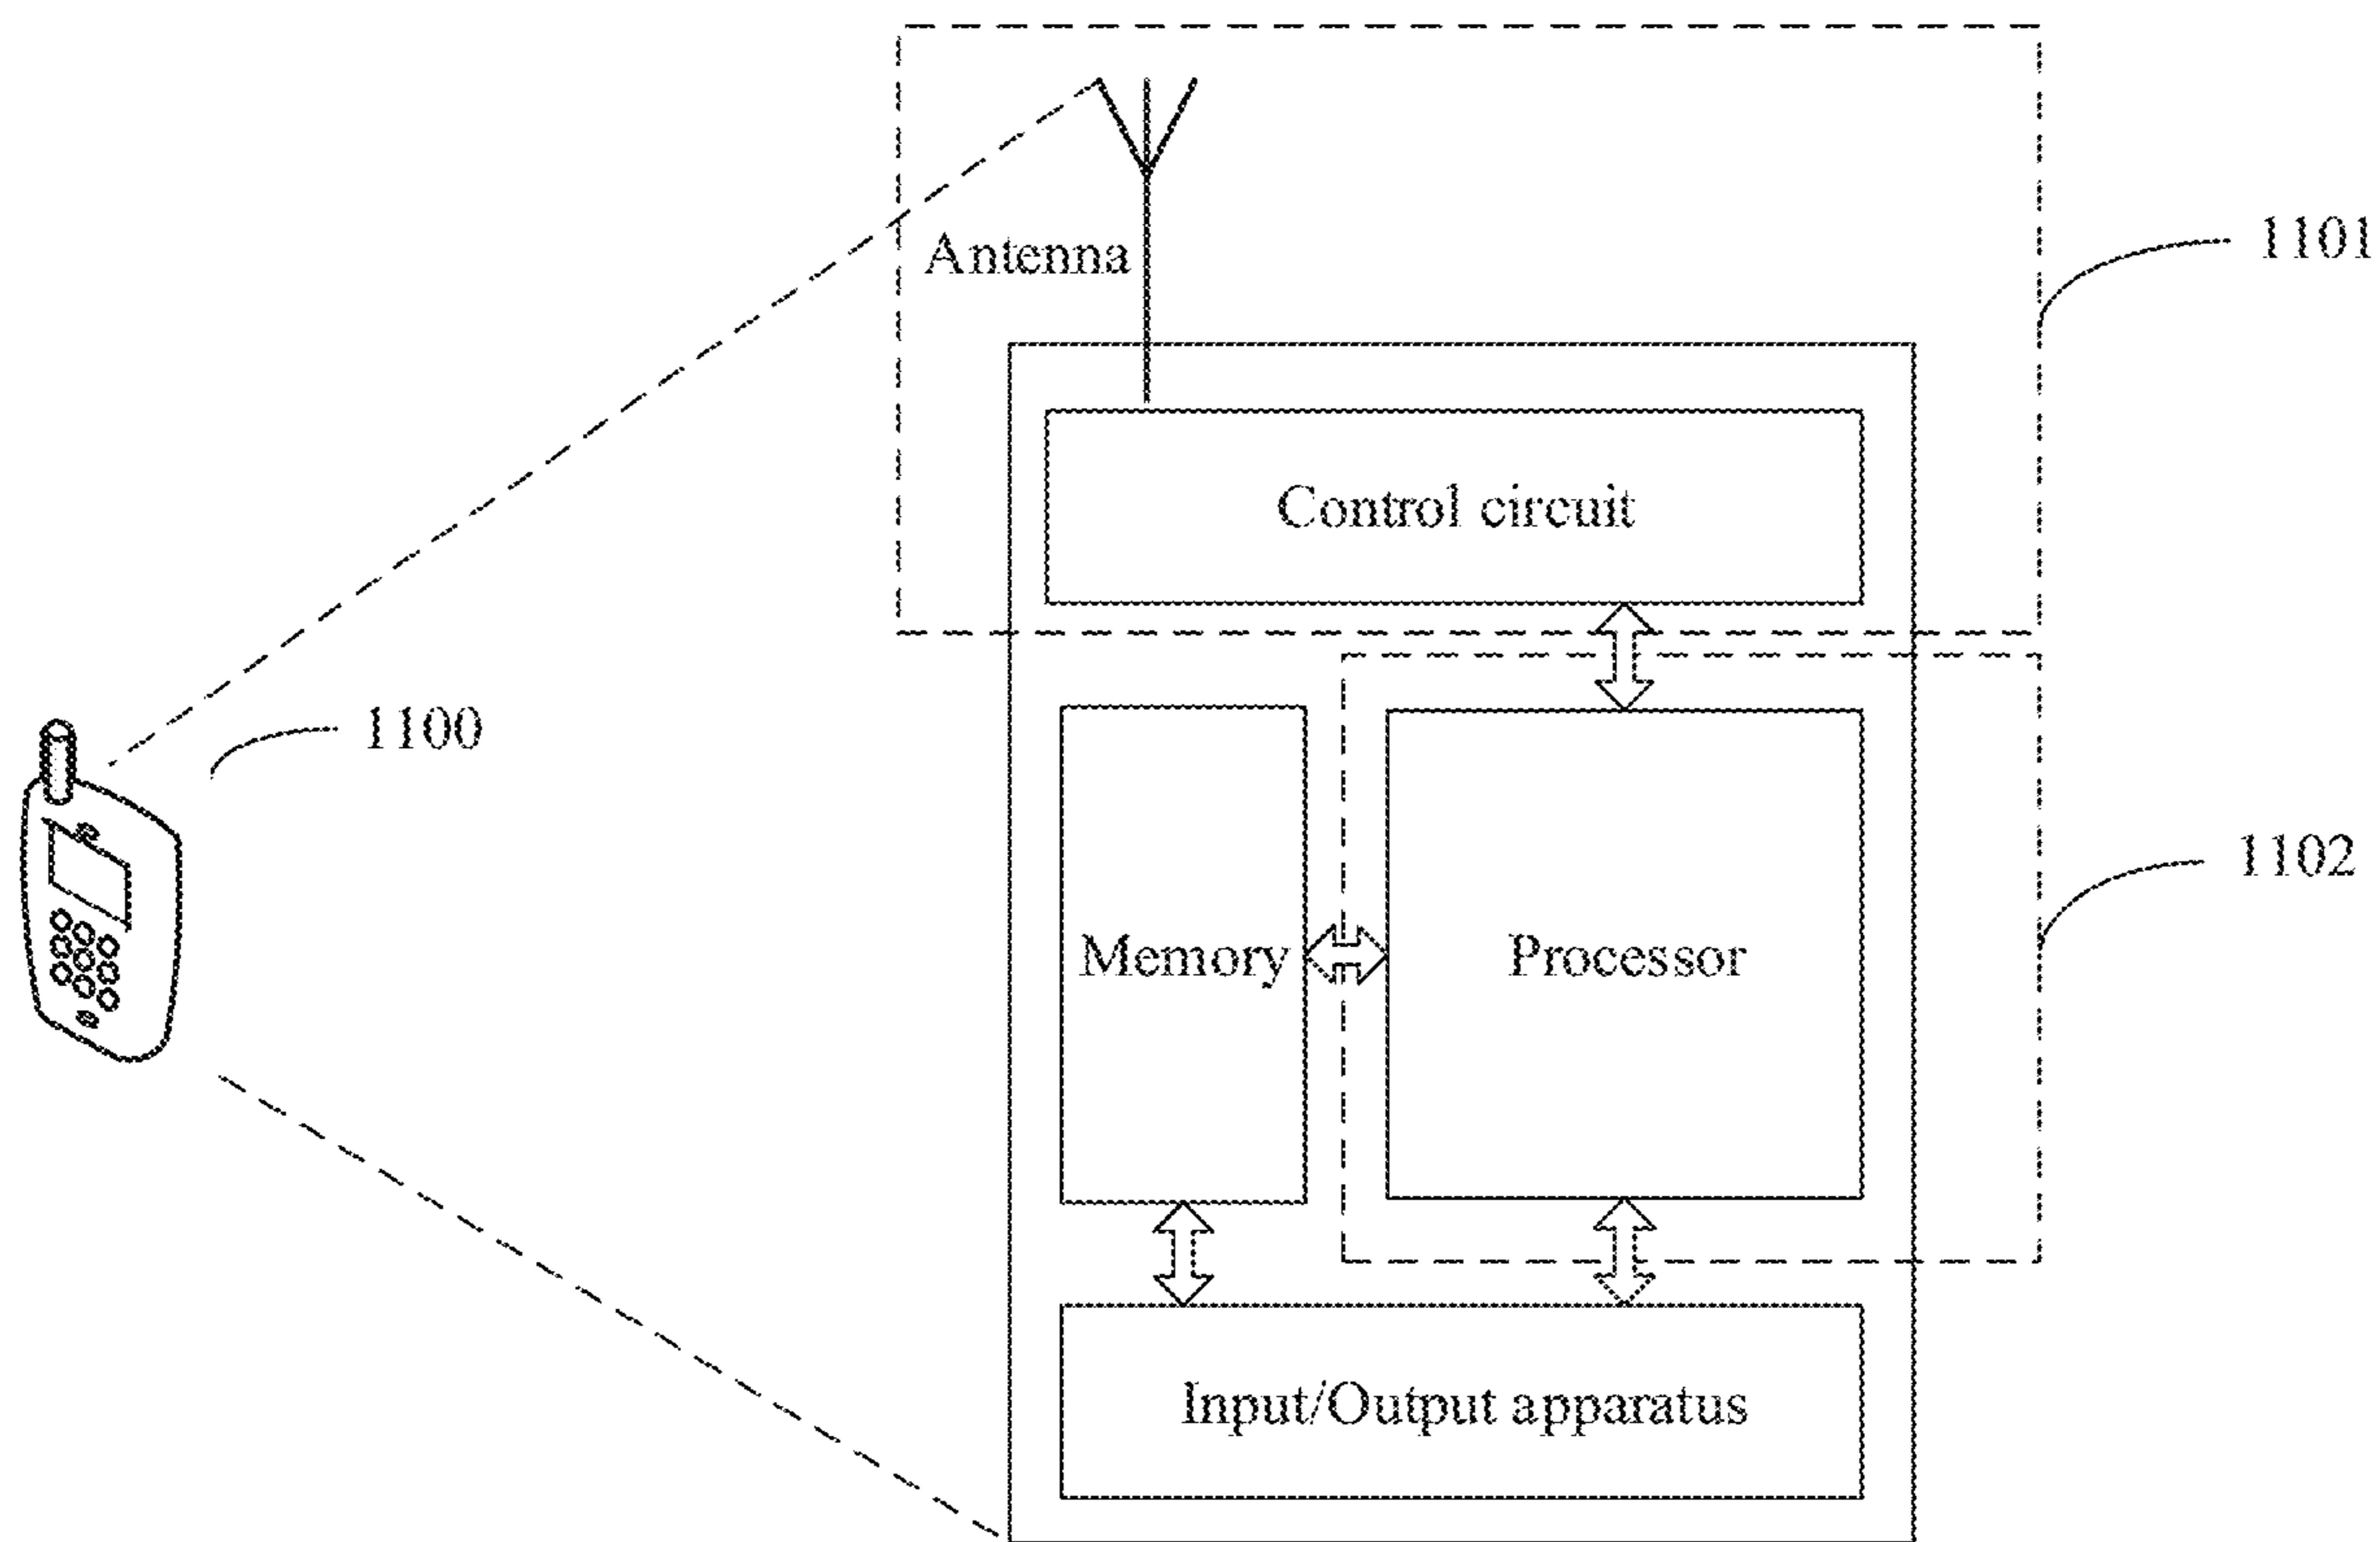 Antenna
1101
Control circuit
1100
1102
Memory
Processor
Input/Output apparatus